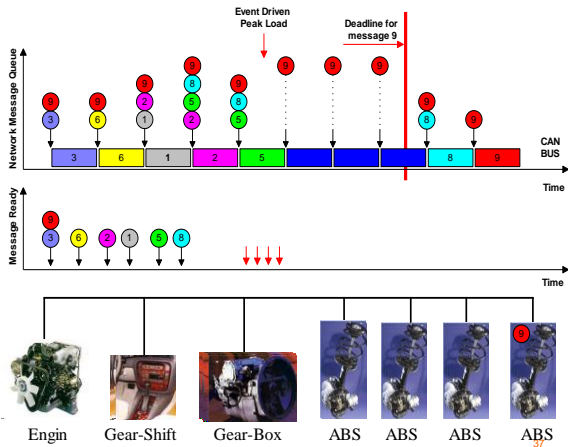 Event Driven
Peak Load
Deadline for
message 9
Network Message Queue
9
9 8
9 2 5 9 9 9 9
9 9 2 5 8 9
3 6 1 2 5 8 9
3 6 1 2 5 8 9
CAN
BUS
Time
Message Ready
9
3 6 2 1 5 8
Time
9
Engin Gear-Shift Gear-Box ABS ABS ABS ABS
37